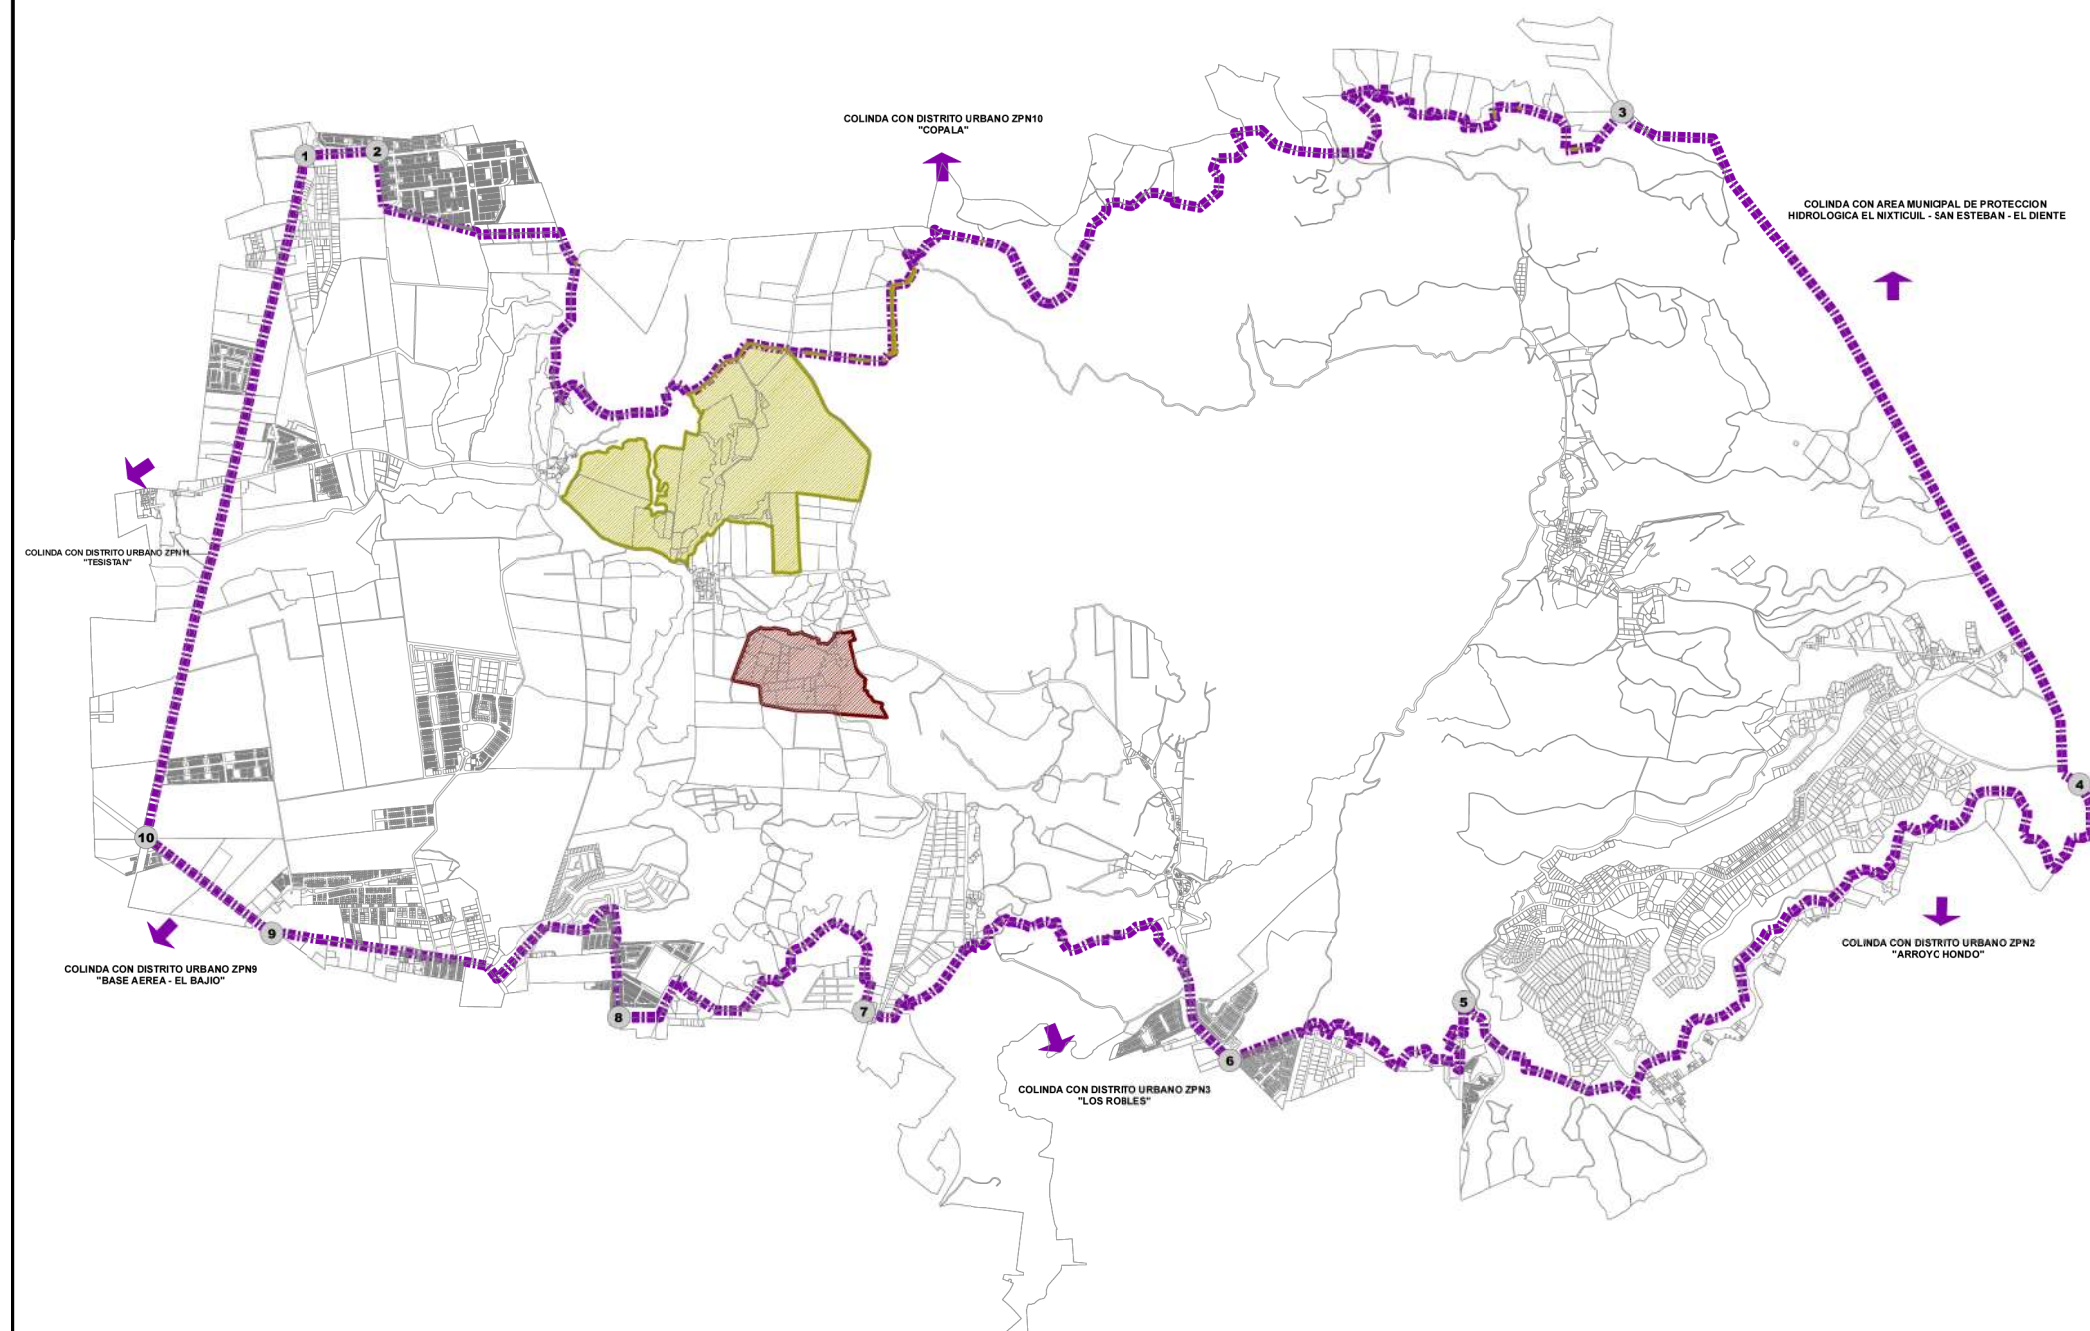 COLINDA CON DISTRITO URBANO ZPN10
"COPALA"
3
1
2
COLINDA CON AREA MUNICIPAL DE PROTECCION
HIDROLOGICA EL NIXTICUIL - SAN ESTEBAN - EL DIENTE
COLINDA CON DISTRITO URBANO ZPN11
"TESISTAN"
4
10
9
COLINDA CON DISTRITO URBANO ZPN2
"ARROYO HONDO"
COLINDA CON DISTRITO URBANO ZPN9
"BASE AEREA - EL BAJIO"
5
7
8
6
COLINDA CON DISTRITO URBANO ZPN3
"LOS ROBLES"